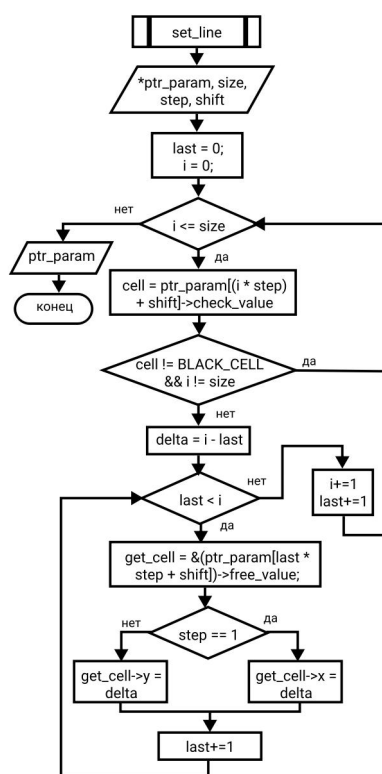 set_line
*ptr_param, size,
step, shift
last = 0;
i = 0;
нет
i <= size
да
ptr_param
конец
cell = ptr_param[(i * step)
+ shift]->check_value
cell != BLACK_CELL
&& i != size
да
нет
delta = i - last
нет
last < i
i+=1
last+=1
да
get_cell = &(ptr_param[last *
step + shift])->free_value;
нет
step == 1
да
get_cell->y =
delta
get_cell->x =
delta
last+=1